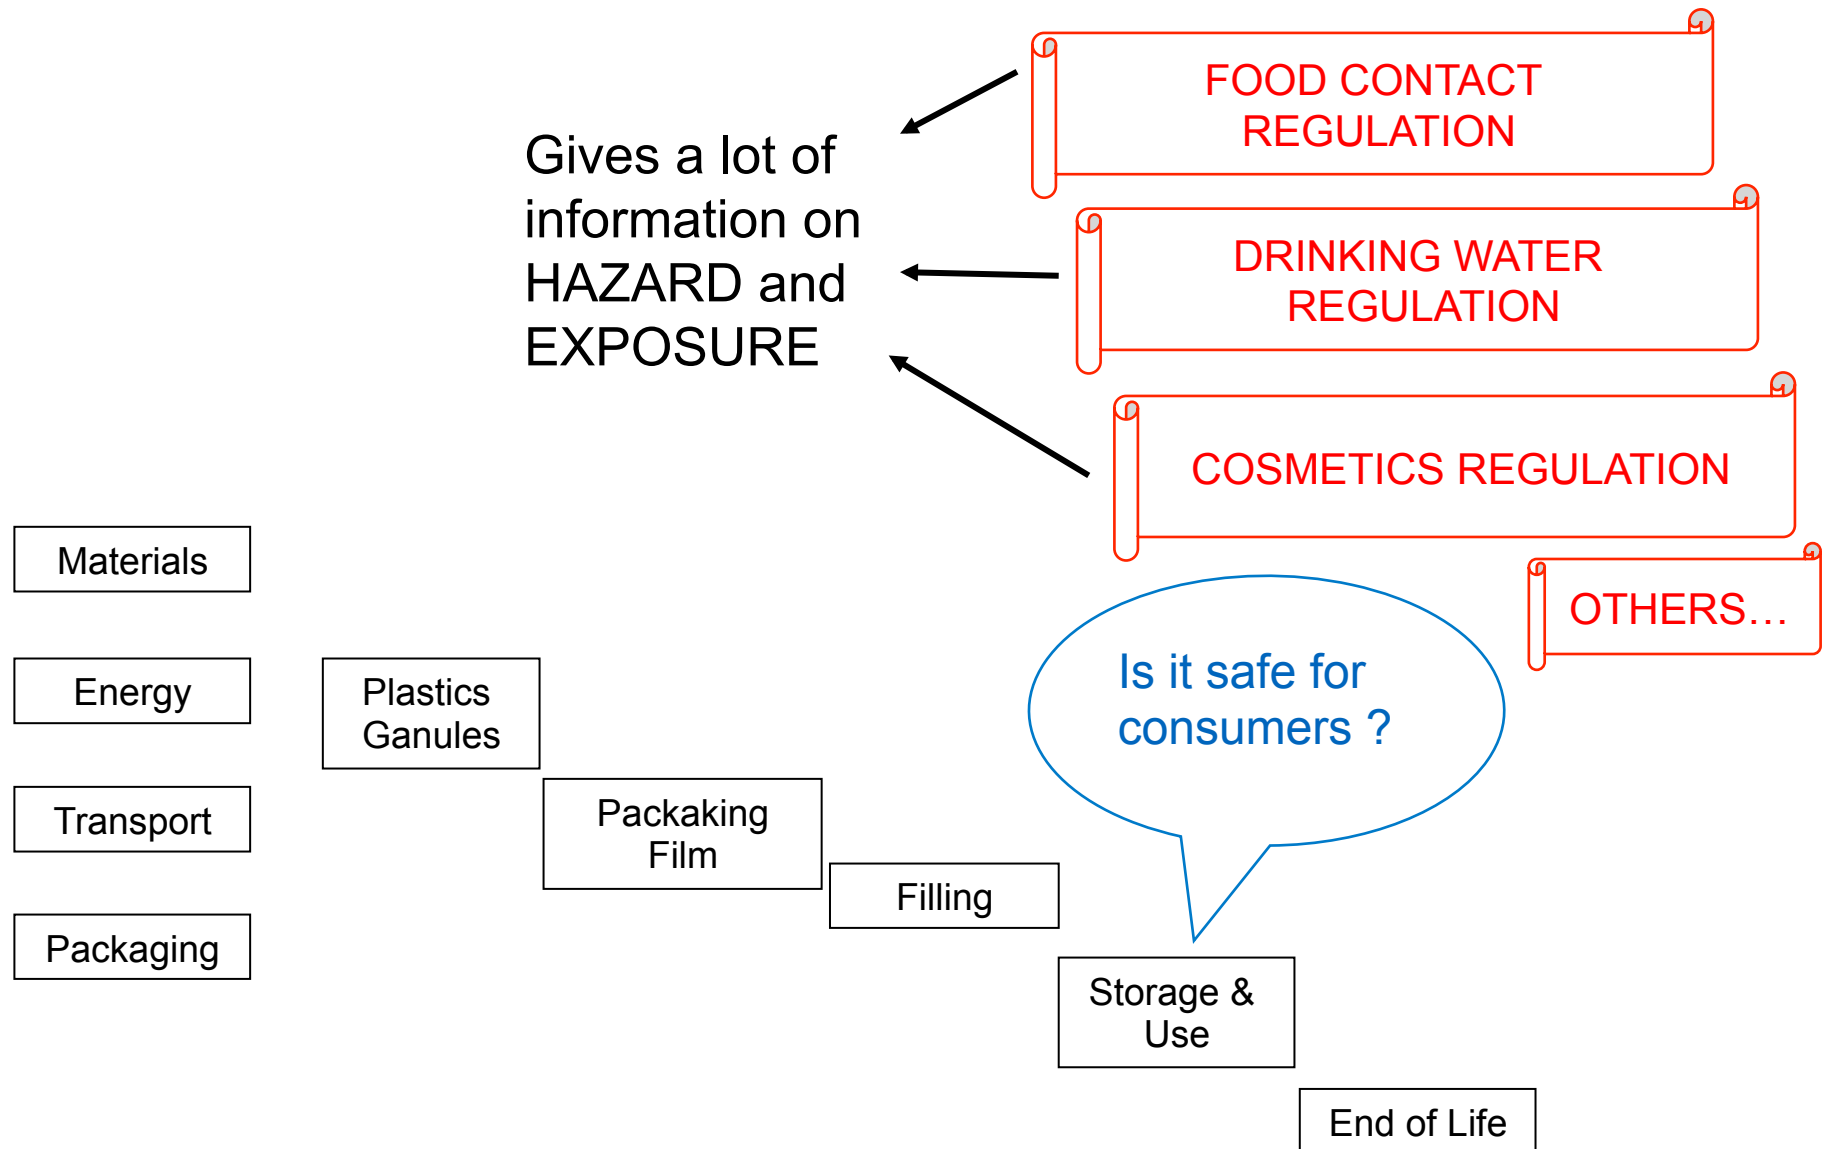 FOOD CONTACT
REGULATION
Gives a lot of
information on
HAZARD and
EXPOSURE
DRINKING WATER
REGULATION
COSMETICS REGULATION
OTHERS…
Is it safe for
consumers ?
Materials
Energy
Transport
Packaging
Plastics
Ganules
Packaking
Film
Filling
Storage &
Use
End of Life